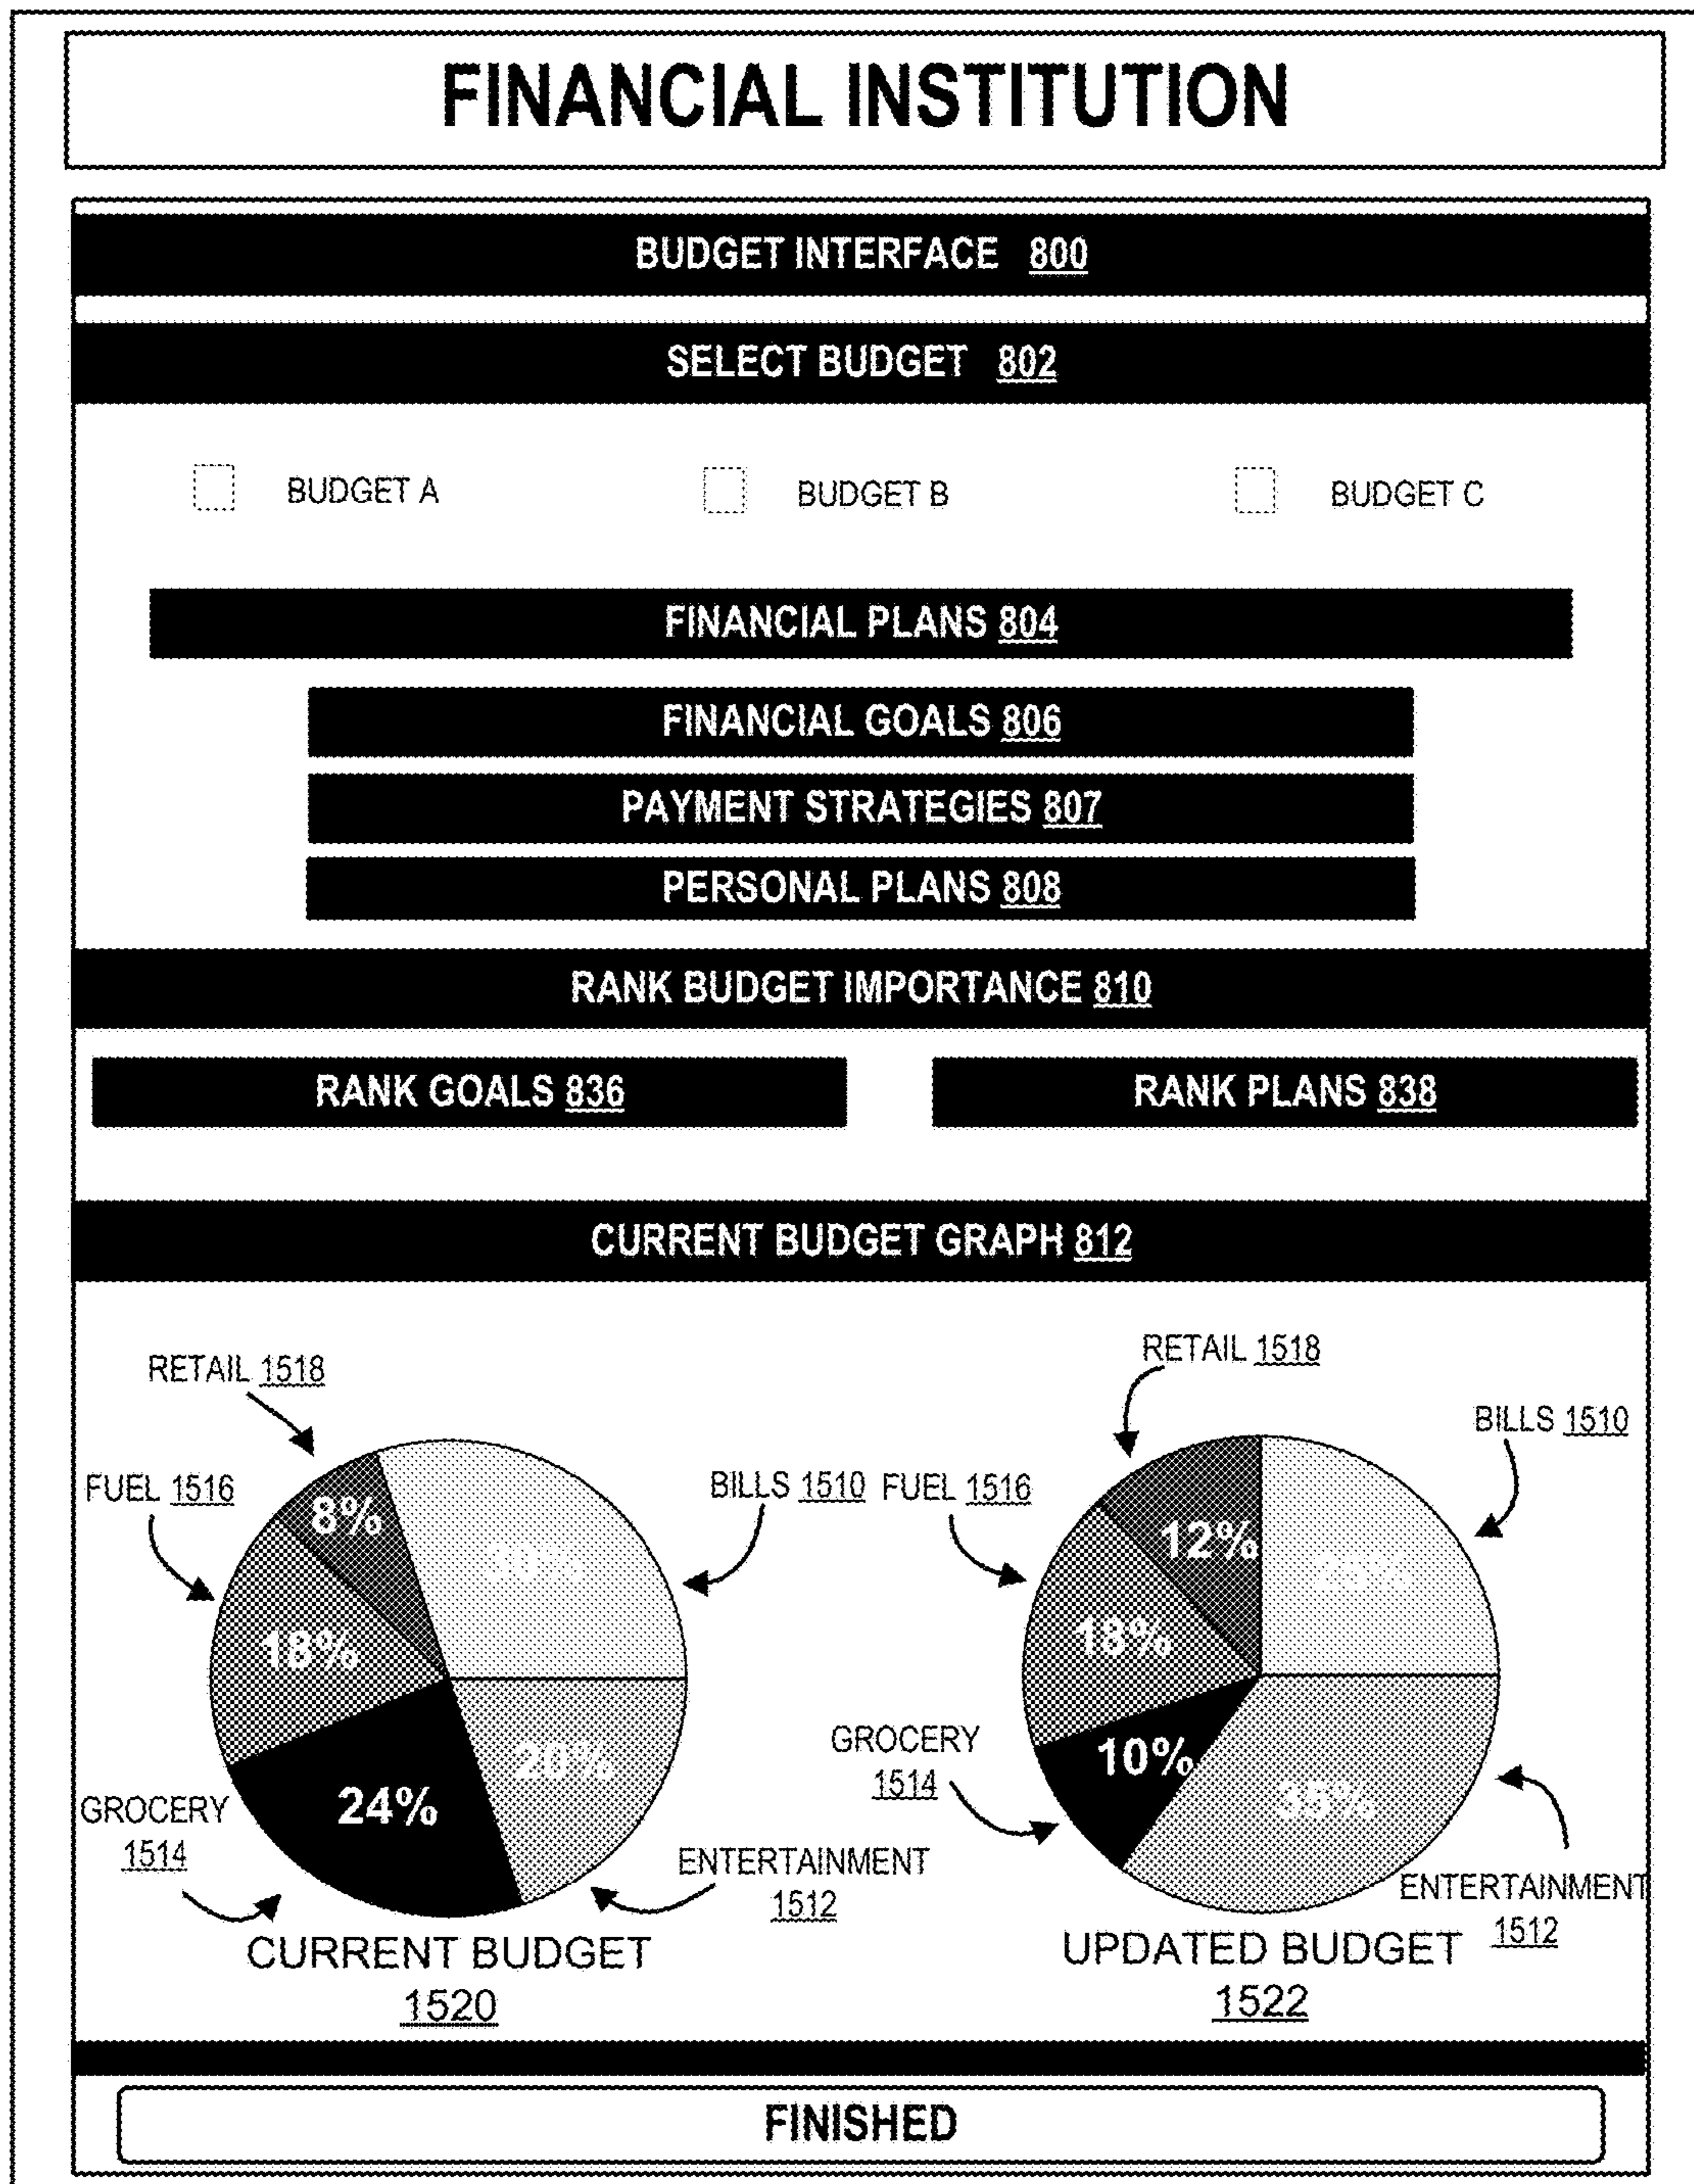 FINANCIAL INSTITUTION
BUDGET INTERFACE 800
SELECT BUDGET 802
BUDGET A
BUDGET B
BUDGET C
FINANCIAL PLANS 804
FINANCIAL GOALS 806
PAYMENT STRATEGIES 807
PERSONAL PLANS 808
RANK BUDGET IMPORTANCE 810
RANK GOALS 836
RANK PLANS 838
CURRENT BUDGET GRAPH 812
RETAIL 1518
FUEL 1516
BILLS 1510
8%
30%
18%
20%
24%
GROCERY
1514
ENTERTAINMENT
1512
CURRENT BUDGET
1520
RETAIL 1518
BILLS 1510
FUEL 1516
12%
25%
18%
10%
35%
GROCERY
1514
ENTERTAINMENT
1512
UPDATED BUDGET
1522
FINISHED